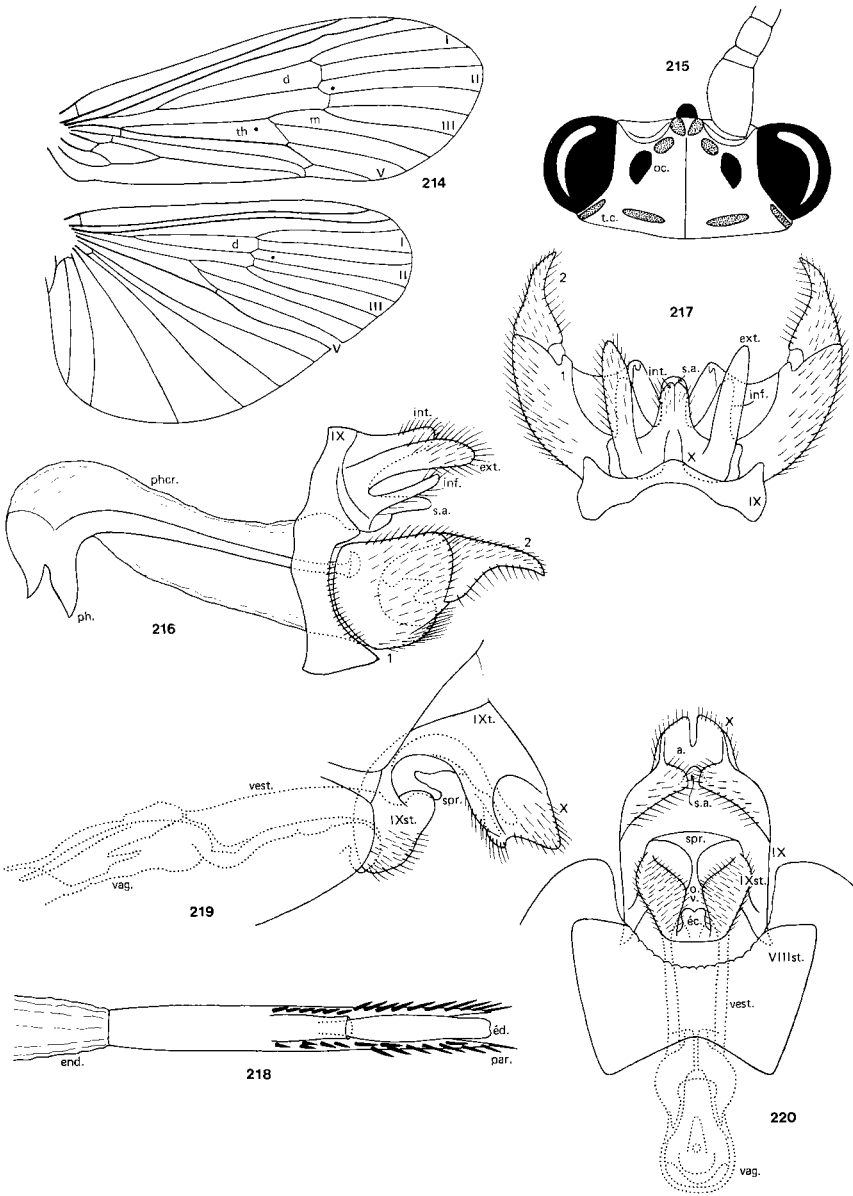 I
d
II
m
III
th
V
214
215
oc.
t.c.
d
I
II
III
V
2
217
ext.
int.
s.a.
1
inf.
X
IX
int.
IX
phcr.
ext.
inf.
s.a.
2
ph.
216
1
IXt.
vest.
spr.
X
IXst.
vag.
219
X
a.
s.a.
spr.
IX
o.
v.
IXst.
éc.
VIIIst.
vest.
éd.
end.
par.
218
220
vag.